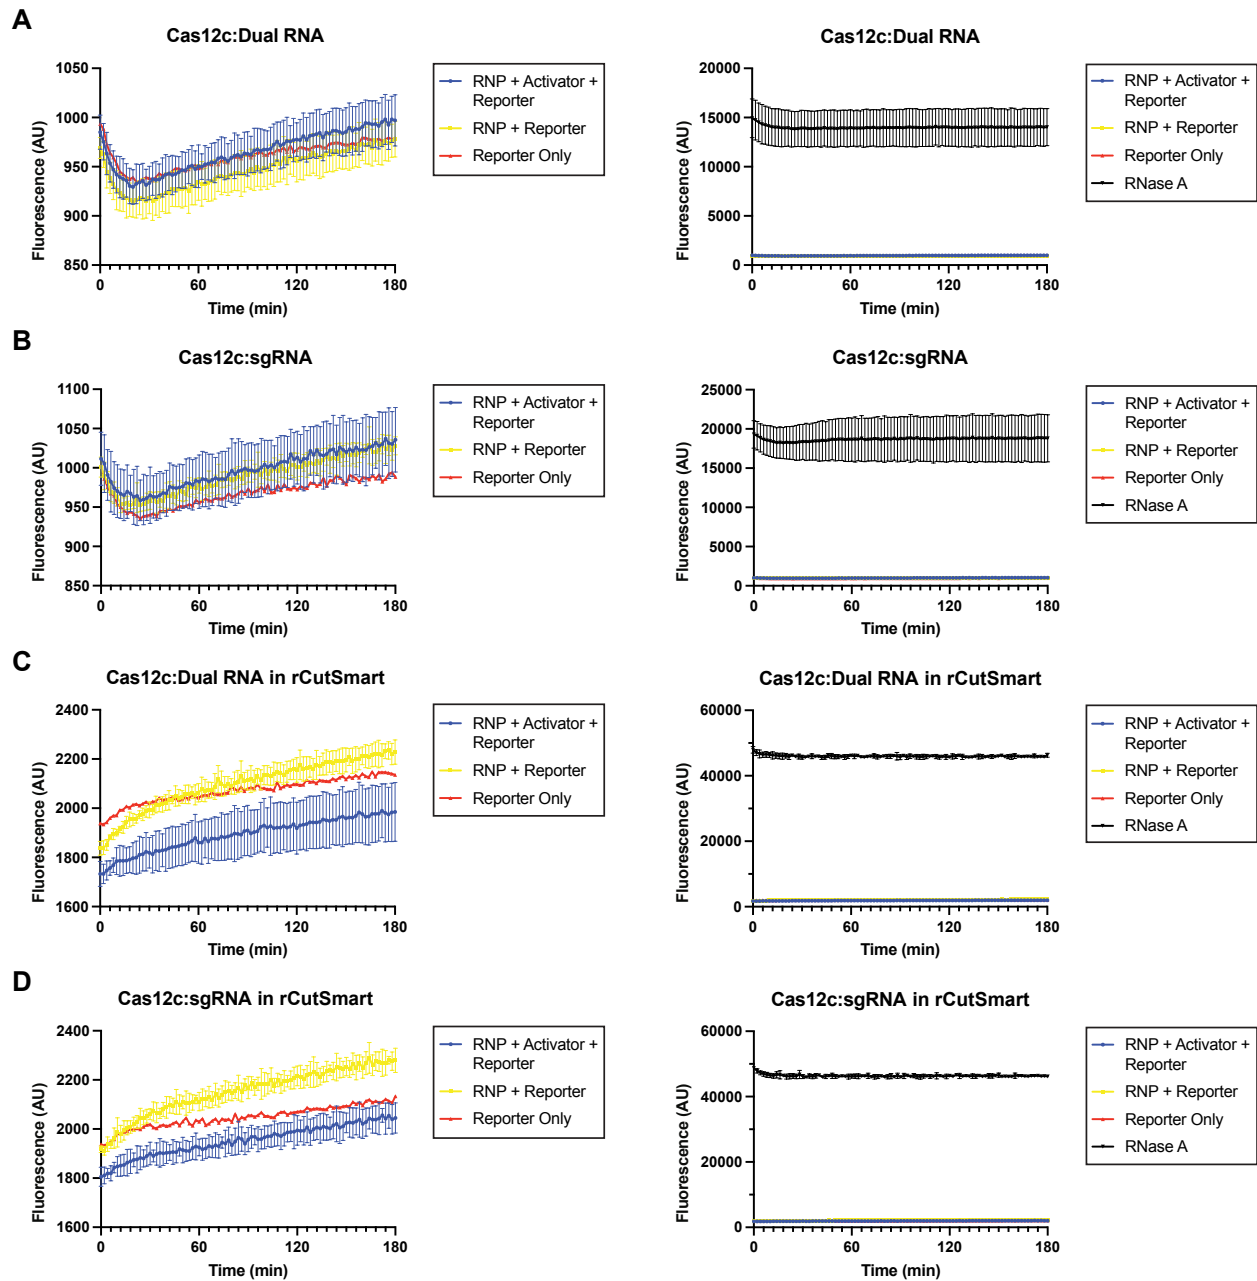 A
Cas12c:Dual RNA
1050
1000
950
900
850
Fluorescence (AU)
0
60
120
180
Time (min)
RNP + Activator +
Reporter
RNP + Reporter
Reporter Only
Cas12c:Dual RNA
20000
15000
10000
5000
0
Fluorescence (AU)
0
60
120
180
Time (min)
RNP + Activator +
Reporter
RNP + Reporter
Reporter Only
RNase A
B
Cas12c:sgRNA
1100
1050
1000
950
900
850
Fluorescence (AU)
0
60
120
180
Time (min)
RNP + Activator +
Reporter
RNP + Reporter
Reporter Only
Cas12c:sgRNA
25000
20000
15000
10000
5000
0
Fluorescence (AU)
0
60
120
180
Time (min)
RNP + Activator +
Reporter
RNP + Reporter
Reporter Only
RNase A
C
Cas12c:Dual RNA in rCutSmart
2400
2200
2000
1800
1600
Fluorescence (AU)
0
60
120
180
Time (min)
RNP + Activator +
Reporter
RNP + Reporter
Reporter Only
Cas12c:Dual RNA in rCutSmart
60000
40000
20000
0
Fluorescence (AU)
0
60
120
180
Time (min)
RNP + Activator +
Reporter
RNP + Reporter
Reporter Only
RNase A
D
Cas12c:sgRNA in rCutSmart
2400
2200
2000
1800
1600
Fluorescence (AU)
0
60
120
180
Time (min)
RNP + Activator +
Reporter
RNP + Reporter
Reporter Only
Cas12c:sgRNA in rCutSmart
60000
40000
20000
0
Fluorescence (AU)
0
60
120
180
Time (min)
RNP + Activator +
Reporter
RNP + Reporter
Reporter Only
RNase A